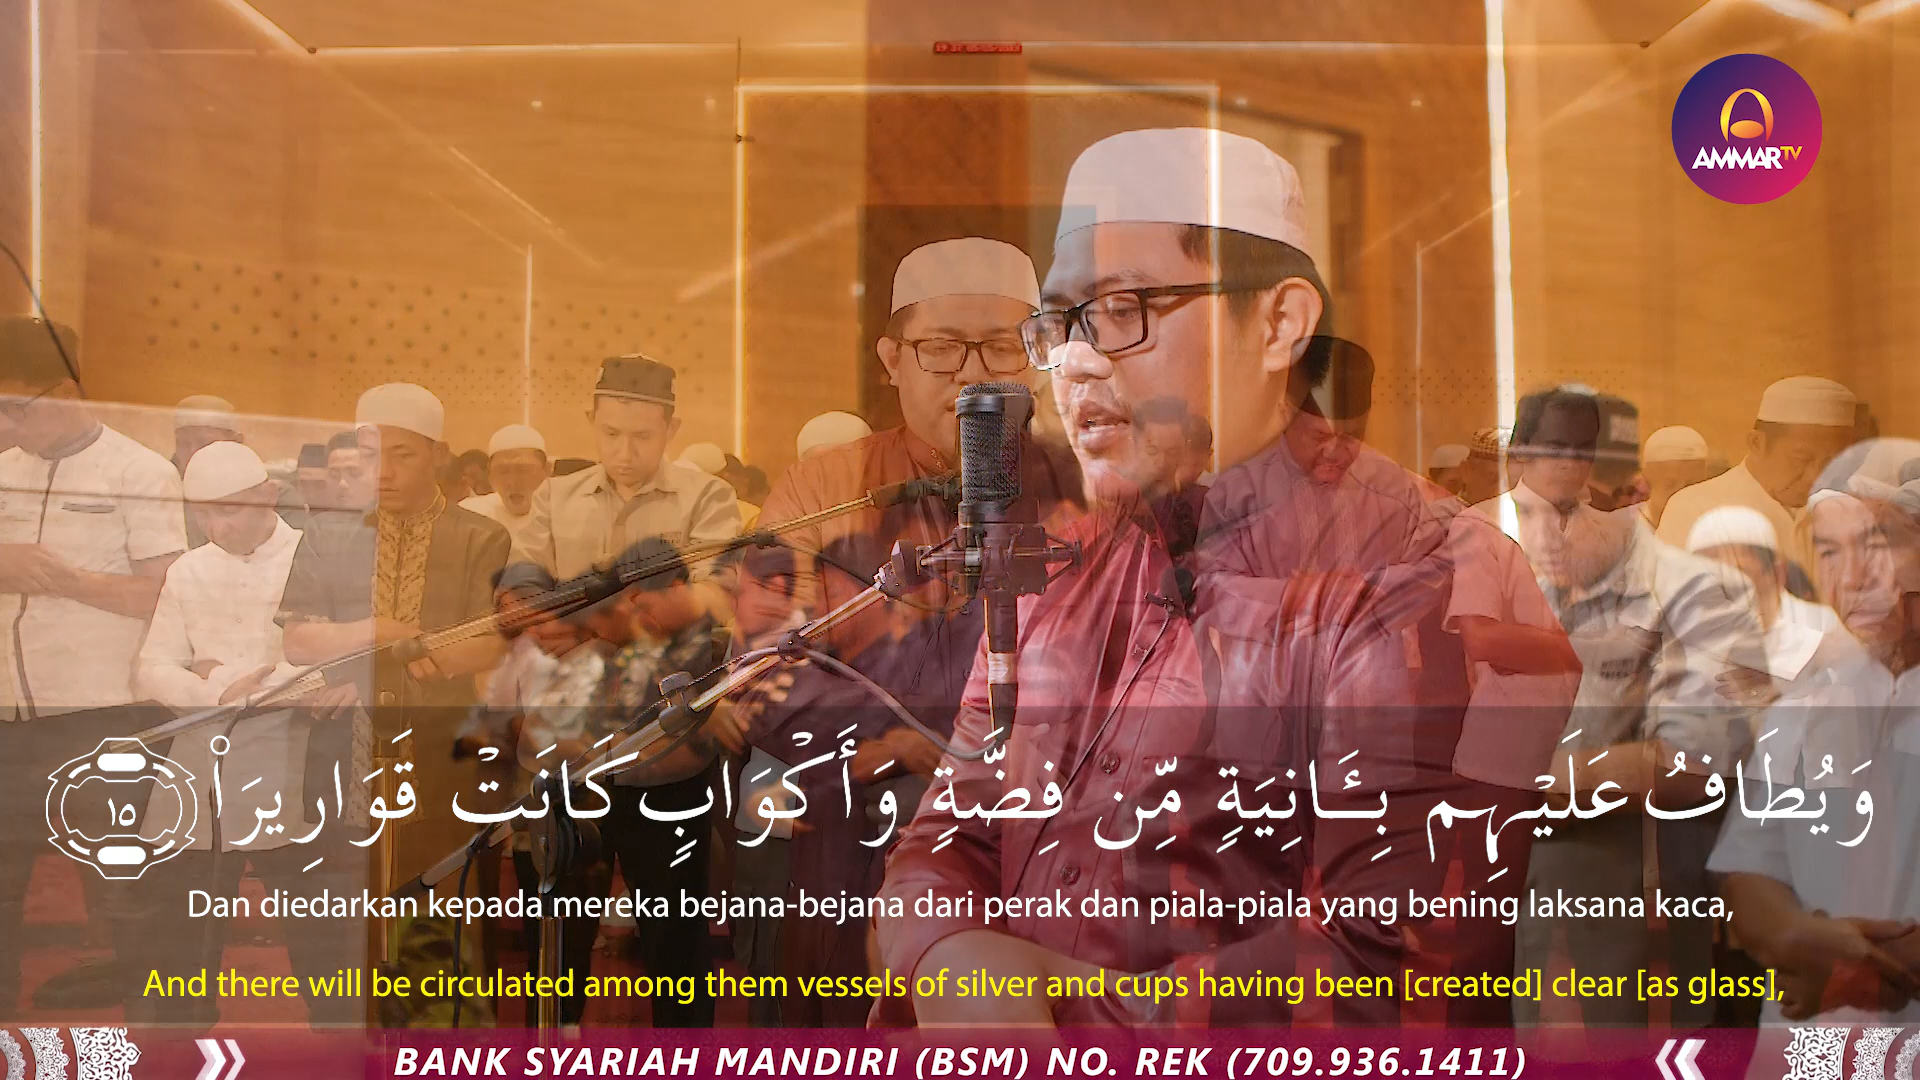 AMMAR TV
وَيُطَافُ عَلَيْهِم بِـَٔانِيَةٍ مِّن فِضَّةٍ وَأَكْوَابٍ كَانَتْ قَوَارِيرَا۠ ١٥
Dan diedarkan kepada mereka bejana-bejana dari perak dan piala-piala yang bening laksana kaca,
And there will be circulated among them vessels of silver and cups having been [created] clear [as glass],
BANK SYARIAH MANDIRI (BSM) NO. REK (709.936.1411)